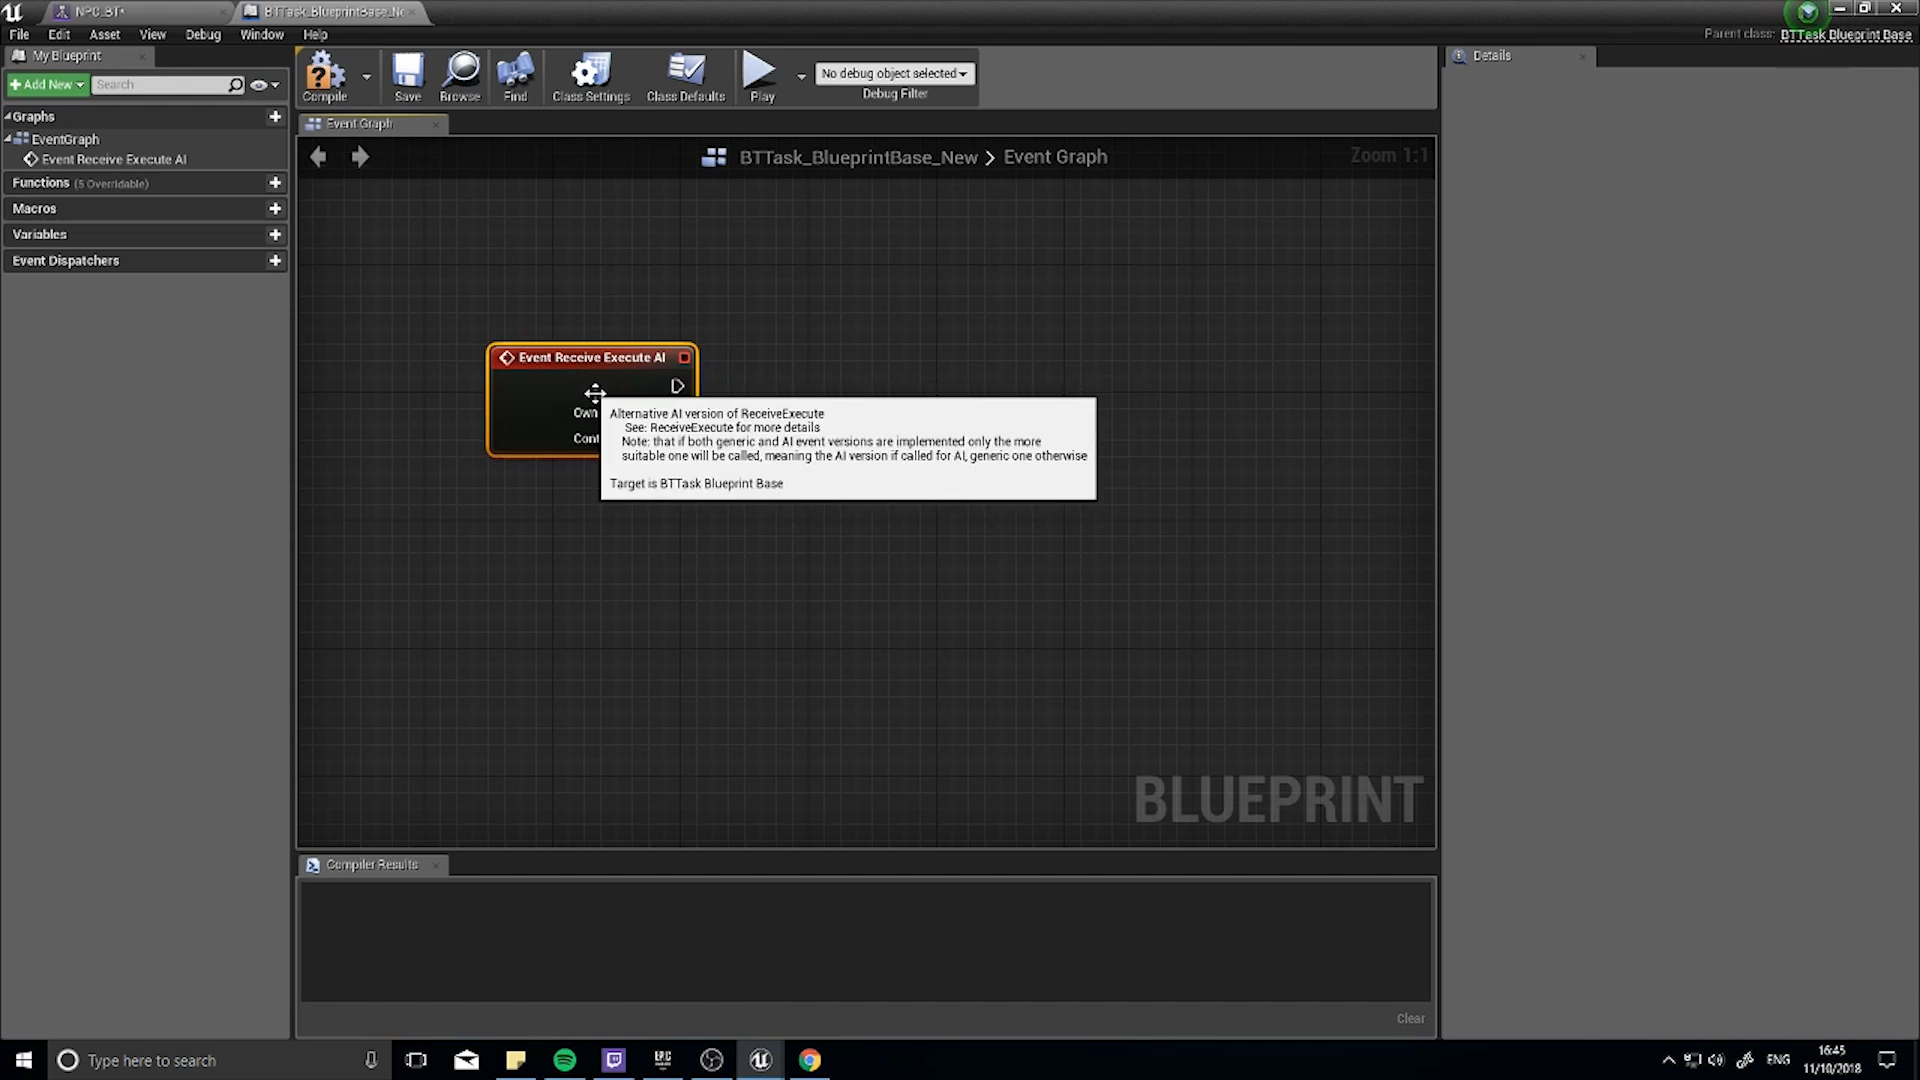 NPC_BT*
BTTask_BlueprintBase_Ne
File Edit Asset View Debug Window Help
Parent class: BTTask Blueprint Base
My Blueprint
Add New
Search
Compile
Save
Browse
Find
Class Settings
Class Defaults
Play
No debug object selected
Debug Filter
Details
Graphs
EventGraph
Event Receive Execute AI
Functions (5 Overridable)
Macros
Variables
Event Dispatchers
Event Graph
BTTask_BlueprintBase_New > Event Graph
Zoom 1:1
Event Receive Execute AI
Own
Cont
Alternative AI version of ReceiveExecute
See: ReceiveExecute for more details
Note: that if both generic and AI event versions are implemented only the more
suitable one will be called, meaning the AI version if called for AI, generic one otherwise
Target is BTTask Blueprint Base
BLUEPRINT
Compiler Results
Clear
Type here to search
EPIC
GAMES
ENG
16:45
11/10/2018